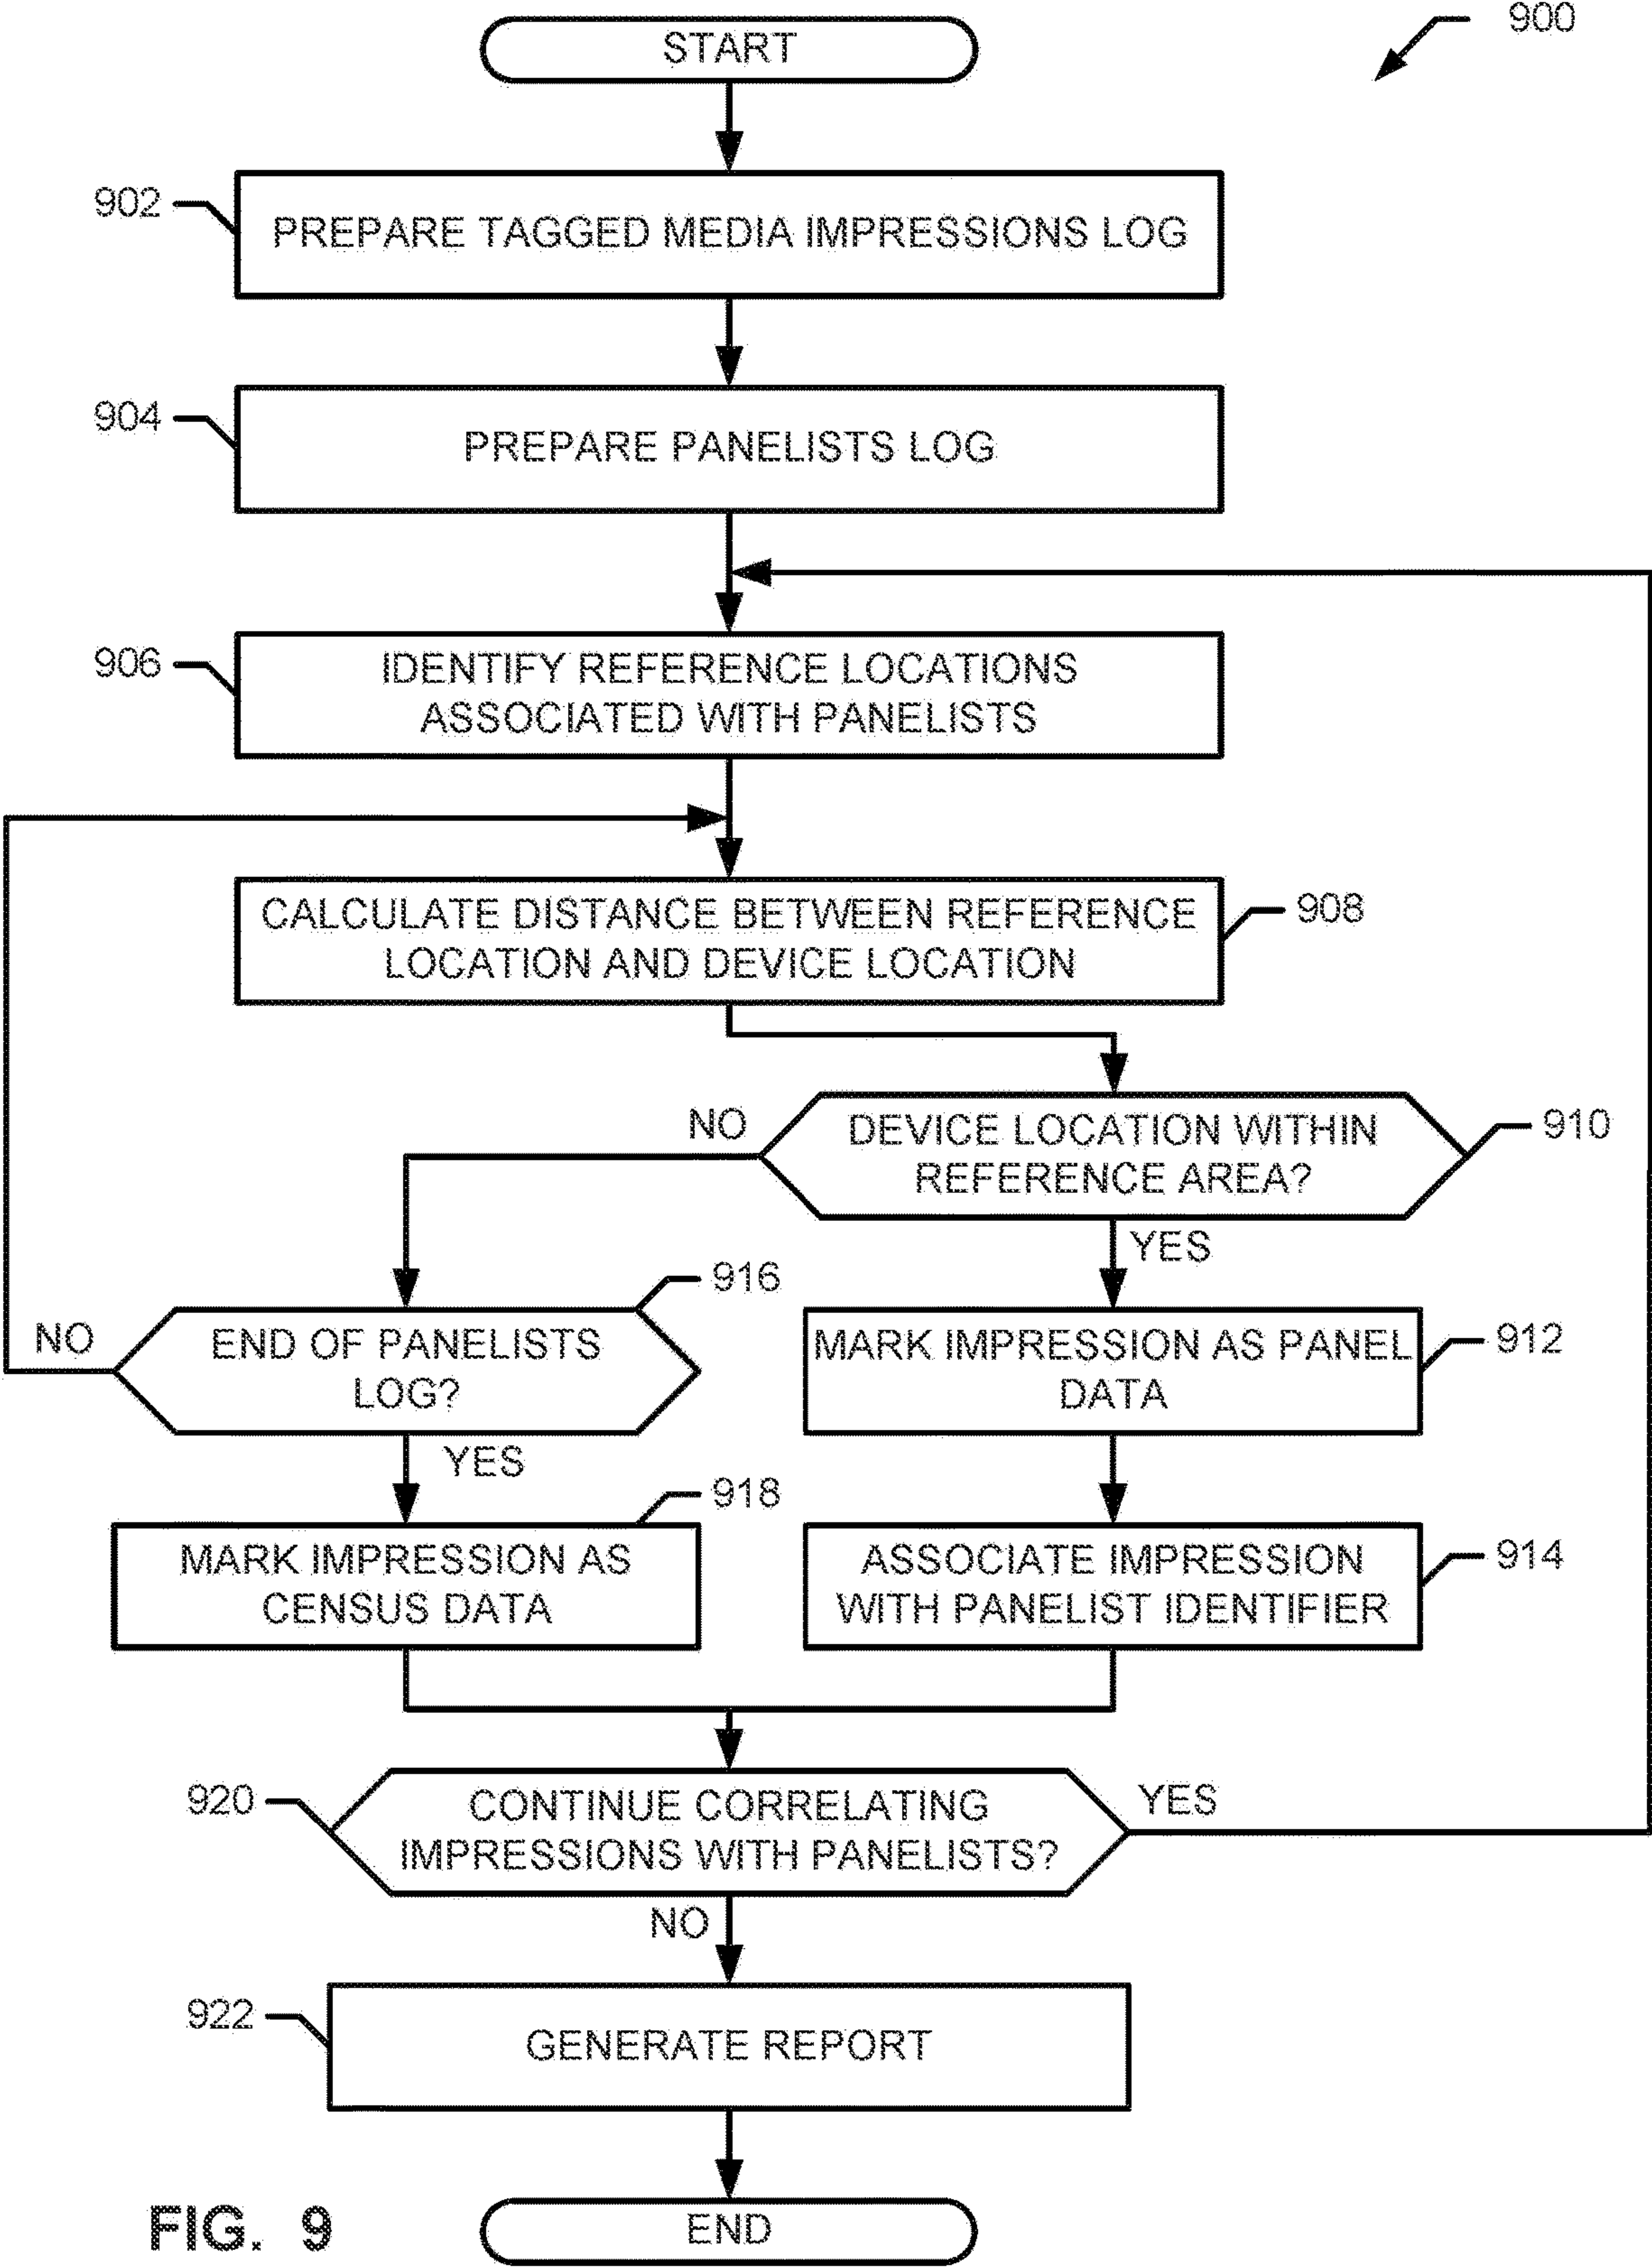 900
START
902
PREPARE TAGGED MEDIA IMPRESSIONS LOG
904
PREPARE PANELISTS LOG
906
IDENTIFY REFERENCE LOCATIONS
ASSOCIATED WITH PANELISTS
CALCULATE DISTANCE BETWEEN REFERENCE
LOCATION AND DEVICE LOCATION
908
NO
DEVICE LOCATION WITHIN
REFERENCE AREA?
910
YES
916
NO
END OF PANELISTS
LOG?
MARK IMPRESSION AS PANEL
DATA
912
YES
918
MARK IMPRESSION AS
CENSUS DATA
ASSOCIATE IMPRESSION
WITH PANELIST IDENTIFIER
914
920
CONTINUE CORRELATING
IMPRESSIONS WITH PANELISTS?
YES
NO
922
GENERATE REPORT
END
FIG. 9